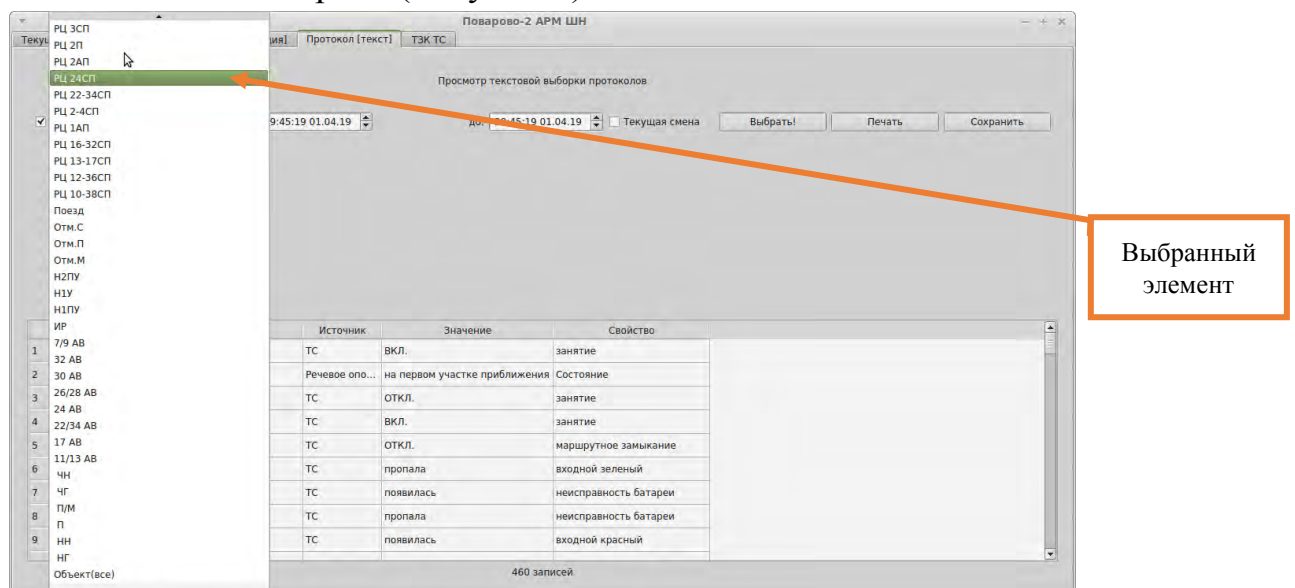 Поварово-2 АРМ ШН
ия] Протокол [текст] ТЗК ТС
РЦ 3СП
РЦ 2П
РЦ 2АП
РЦ 24СП
РЦ 22-34СП
РЦ 2-4СП
РЦ 1АП
РЦ 16-32СП
РЦ 13-17СП
РЦ 12-36СП
РЦ 10-38СП
Поезд
Отм.С
Отм.П
Отм.М
Н2ПУ
Н1У
Н1ПУ
ИР
7/9 АВ
32 АВ
30 АВ
26/28 АВ
24 АВ
22/34 АВ
17 АВ
11/13 АВ
ЧН
ЧГ
П/М
П
НН
НГ
Объект(все)
Просмотр текстовой выборки протоколов
9:45:19 01.04.19 до: :45:19 01.04.19 Текущая смена Выбрать! Печать Сохранить
Выбранный
элемент
Источник Значение Свойство
1 ТС ВКЛ. занятие
2 Речевое опо... на первом участке приближения Состояние
3 ТС ОТКЛ. занятие
4 ТС ВКЛ. занятие
5 ТС ОТКЛ. маршрутное замыкание
6 ТС пропала входной зеленый
7 ТС появилась неисправность батареи
8 ТС пропала неисправность батареи
9 ТС появилась входной красный
460 записей